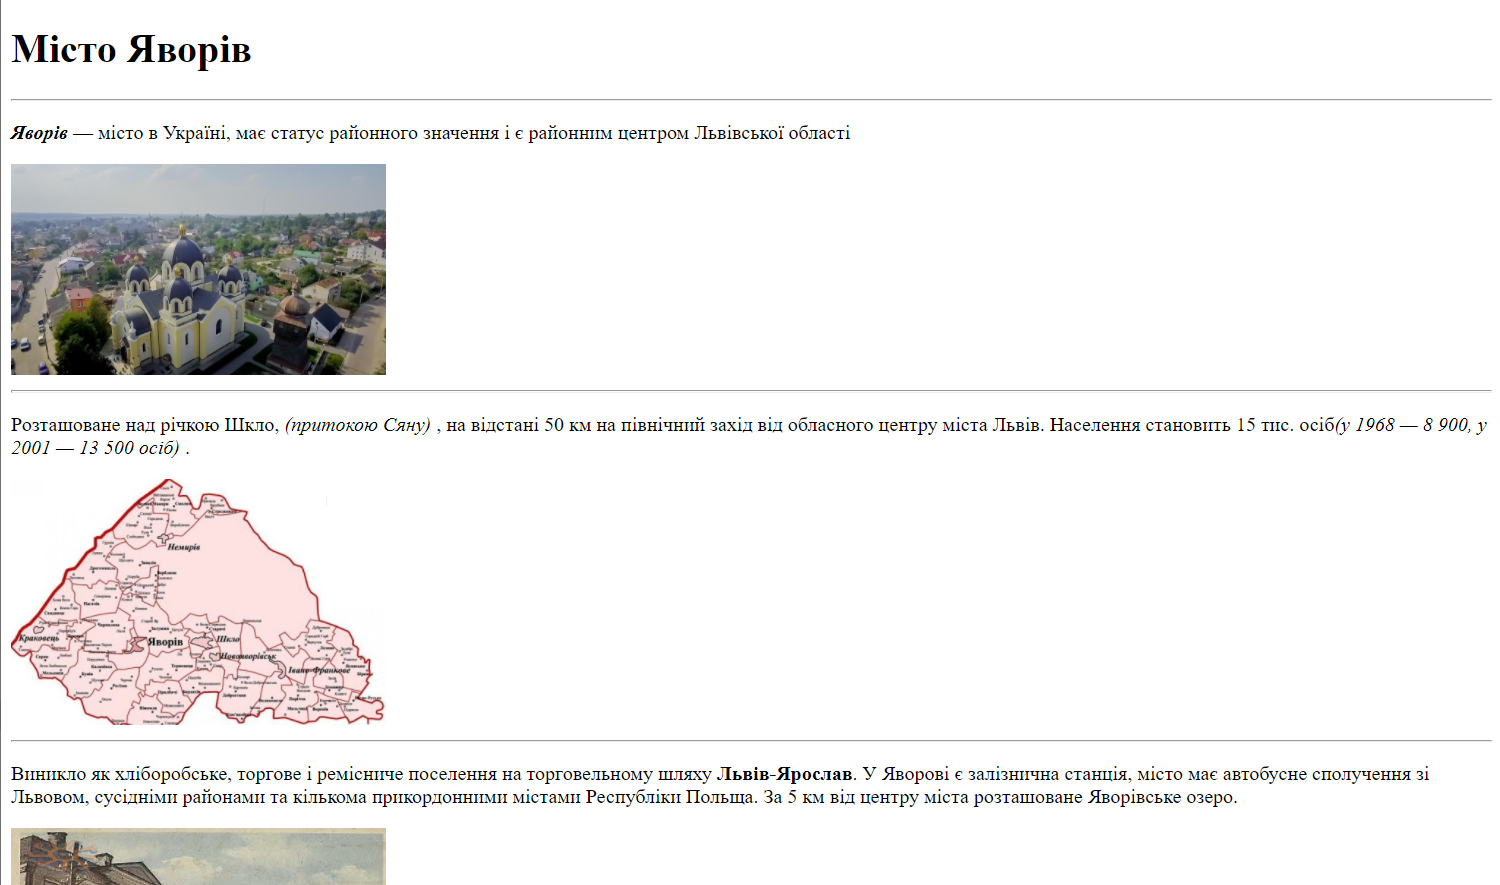 Місто Яворів
Яворів — місто в Україні, має статус районного значення і є районним центром Львівської області
Розташоване над річкою Шкло, (притокою Сяну) , на відстані 50 км на північний захід від обласного центру міста Львів. Населення становить 15 тис. осіб(у 1968 — 8 900, у
2001 — 13 500 осіб) .
Немирів
Краковець
Яворів
Шкло
Новояворівськ
Івано-Франкове
Виникло як хліборобське, торгове і ремісниче поселення на торговельному шляху Львів-Ярослав. У Яворові є залізнична станція, місто має автобусне сполучення зі
Львовом, сусідніми районами та кількома прикордонними містами Республіки Польща. За 5 км від центру міста розташоване Яворівське озеро.